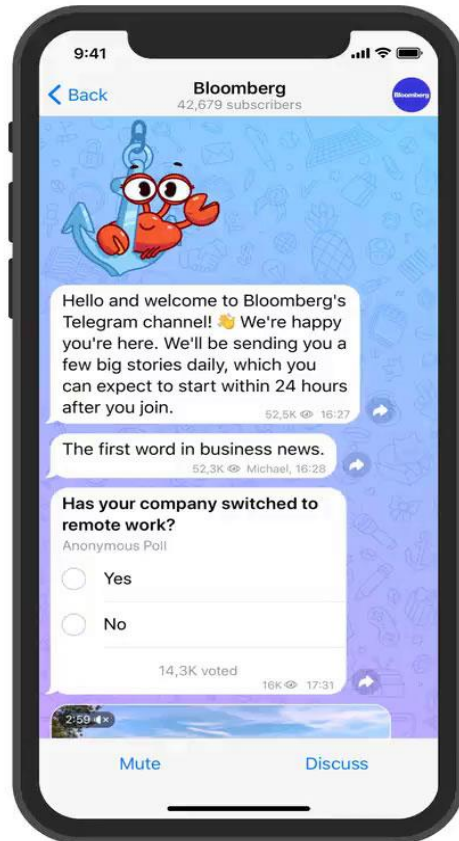 9:41
Back
Bloomberg
42,679 subscribers
Bloomberg
Hello and welcome to Bloomberg's
Telegram channel! 👋 We're happy
you're here. We'll be sending you a
few big stories daily, which you
can expect to start within 24 hours
after you join.
52,5K 16:27
The first word in business news.
52,3K Michael, 16:28
Has your company switched to
remote work?
Anonymous Poll
Yes
No
14,3K voted
16K 17:31
2:59
Mute
Discuss